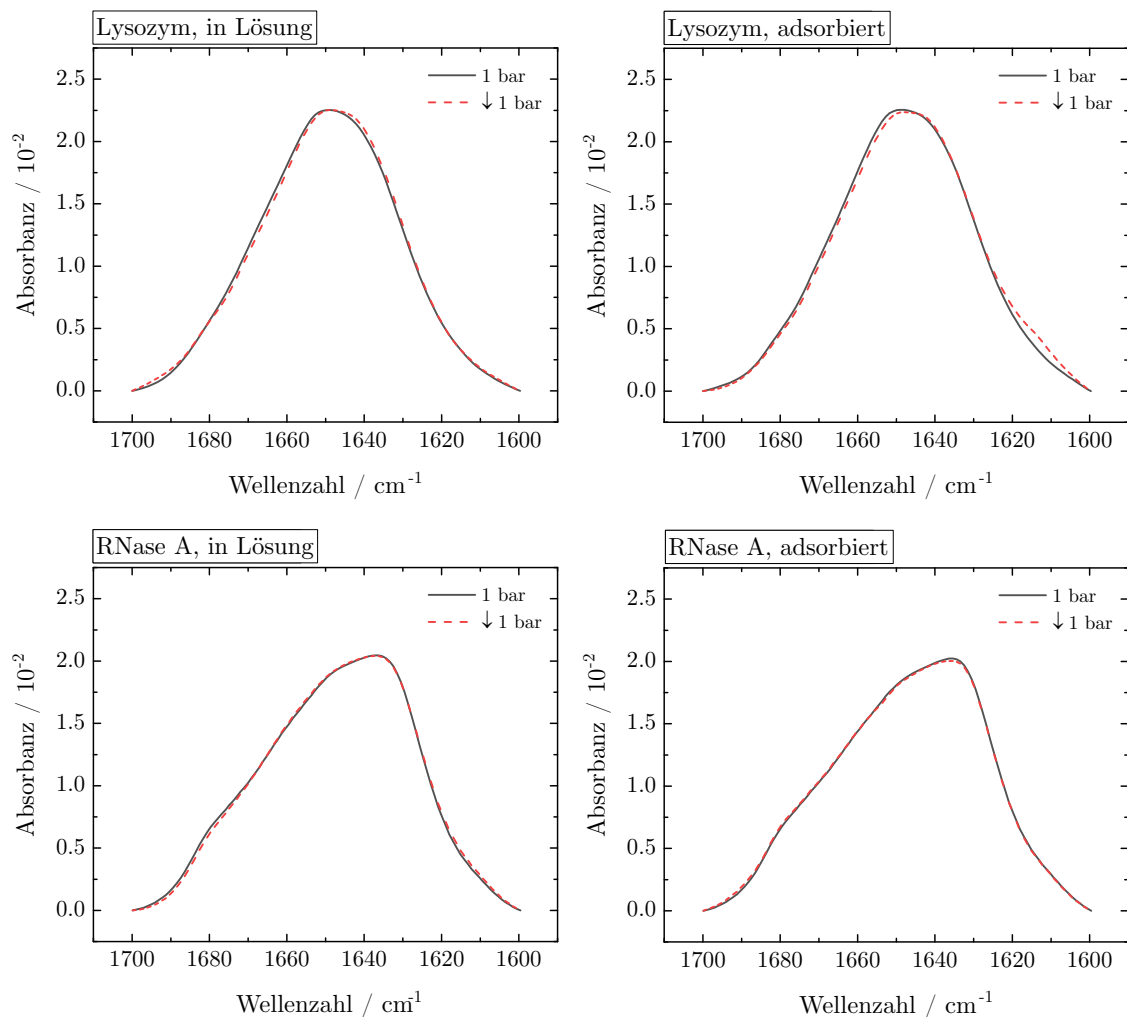 Lysozym, in Lösung
1 bar
↓ 1 bar
2.5
2.0
1.5
1.0
0.5
0.0
Absorbanz / 10⁻²
1700 1680 1660 1640 1620 1600
Wellenzahl / cm⁻¹
Lysozym, adsorbiert
1 bar
↓ 1 bar
2.5
2.0
1.5
1.0
0.5
0.0
Absorbanz / 10⁻²
1700 1680 1660 1640 1620 1600
Wellenzahl / cm⁻¹
RNase A, in Lösung
1 bar
↓ 1 bar
2.5
2.0
1.5
1.0
0.5
0.0
Absorbanz / 10⁻²
1700 1680 1660 1640 1620 1600
Wellenzahl / cm⁻¹
RNase A, adsorbiert
1 bar
↓ 1 bar
2.5
2.0
1.5
1.0
0.5
0.0
Absorbanz / 10⁻²
1700 1680 1660 1640 1620 1600
Wellenzahl / cm⁻¹